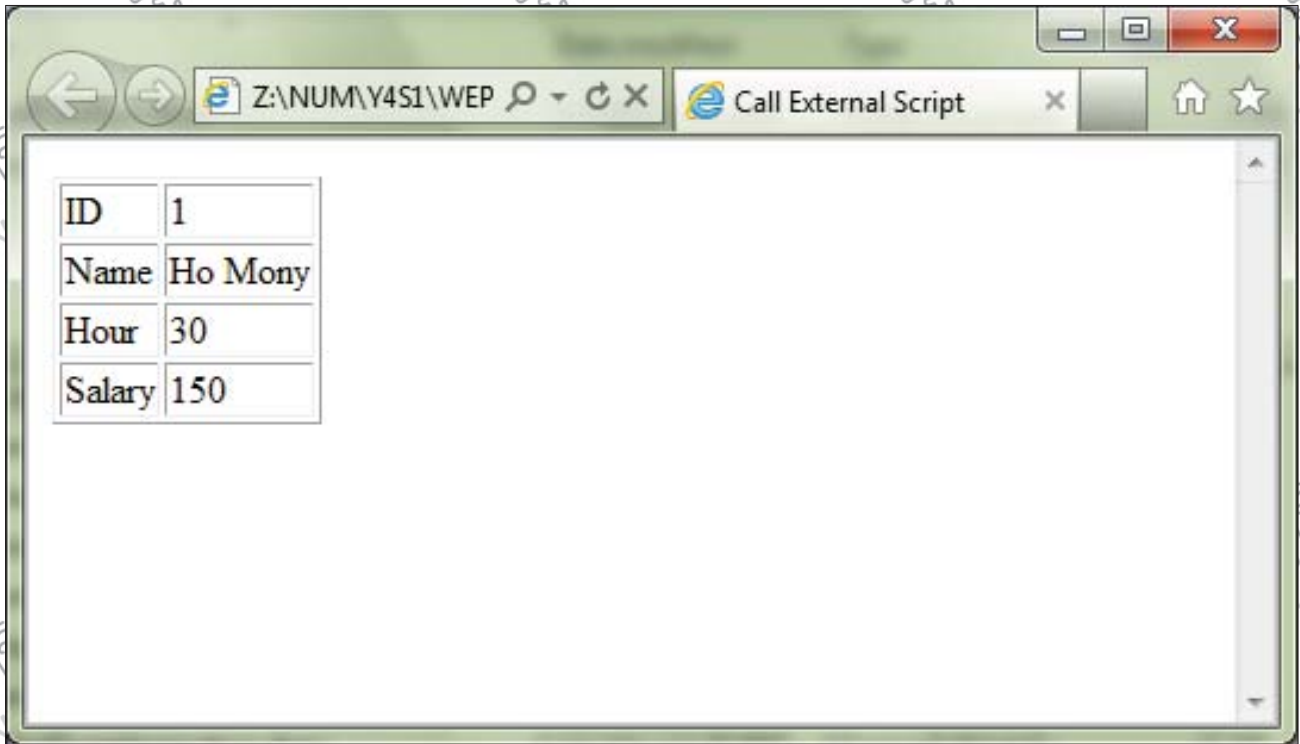 Z:\NUM\Y4S1\WEP
Call External Script
ID 1
Name Ho Mony
Hour 30
Salary 150